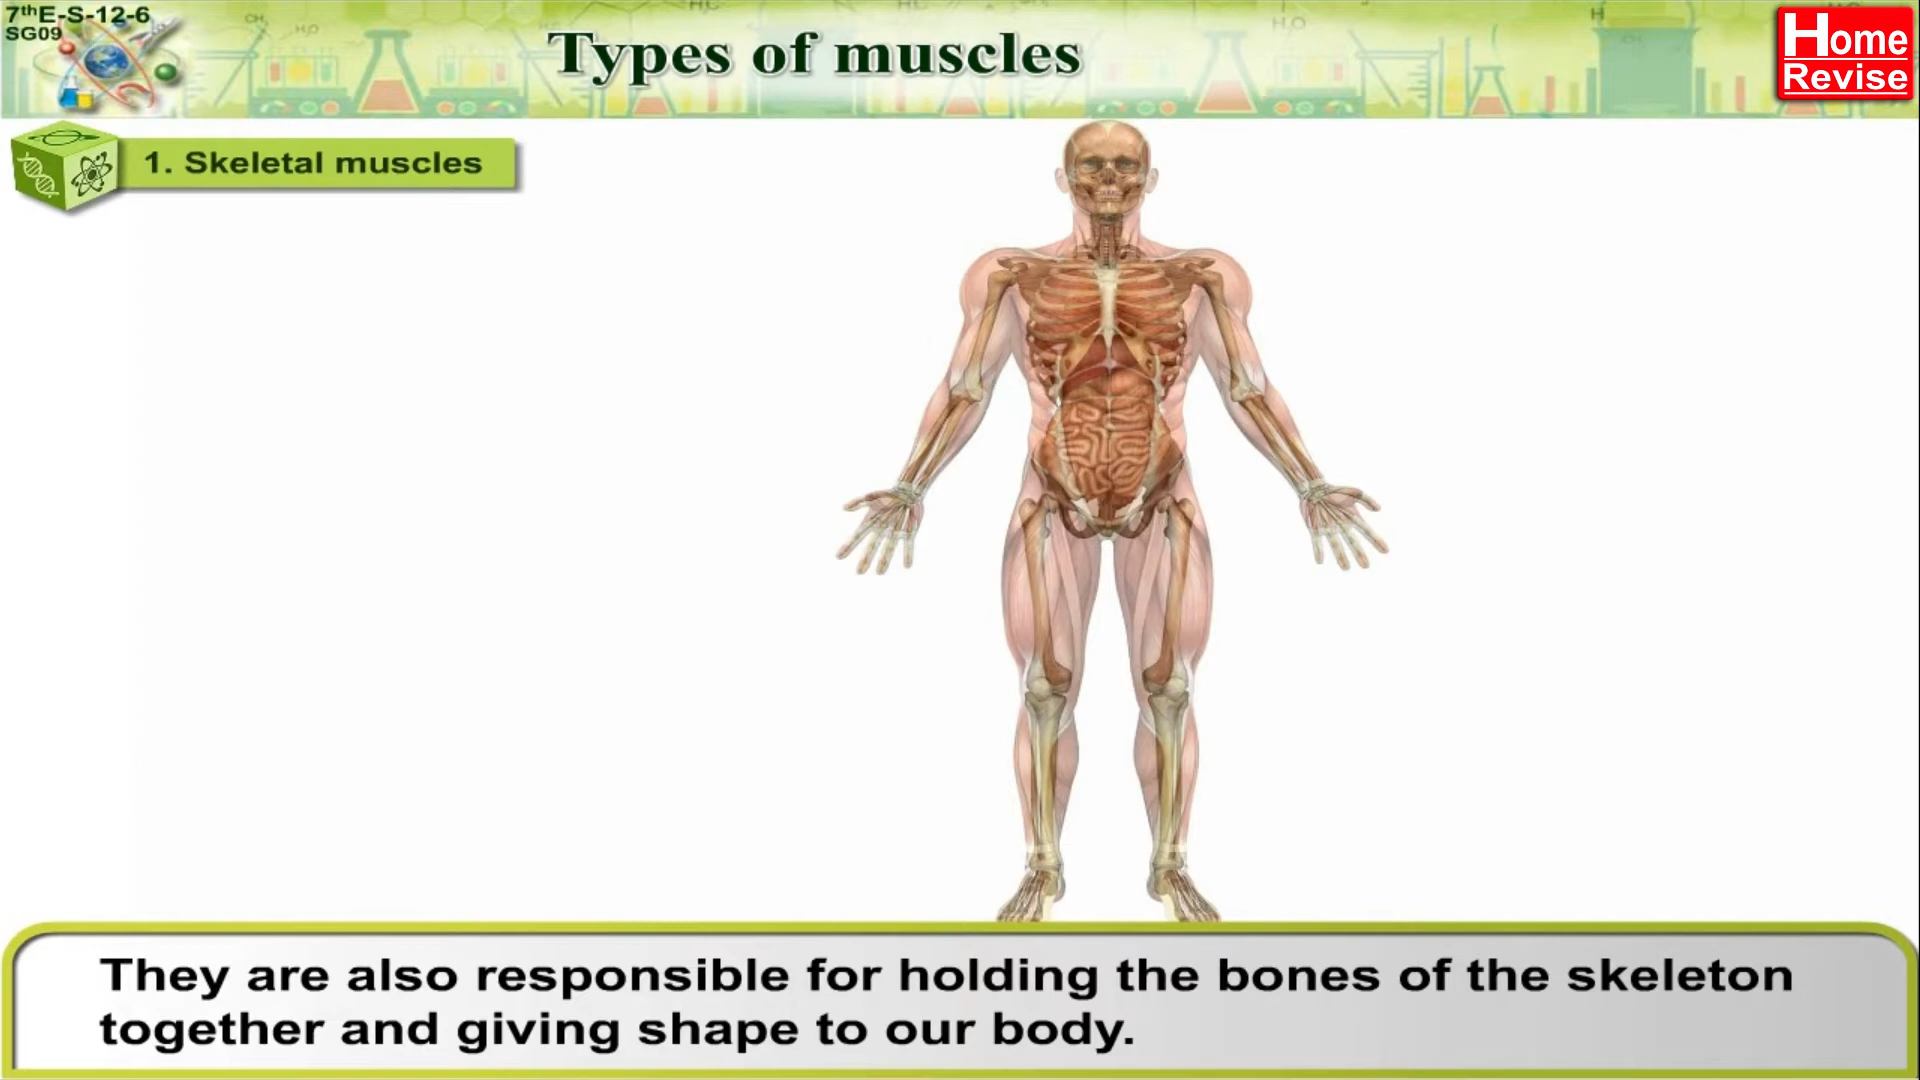 7thE-S-12-6
SG09
Types of muscles
Home
Revise
1. Skeletal muscles
They are also responsible for holding the bones of the skeleton
together and giving shape to our body.